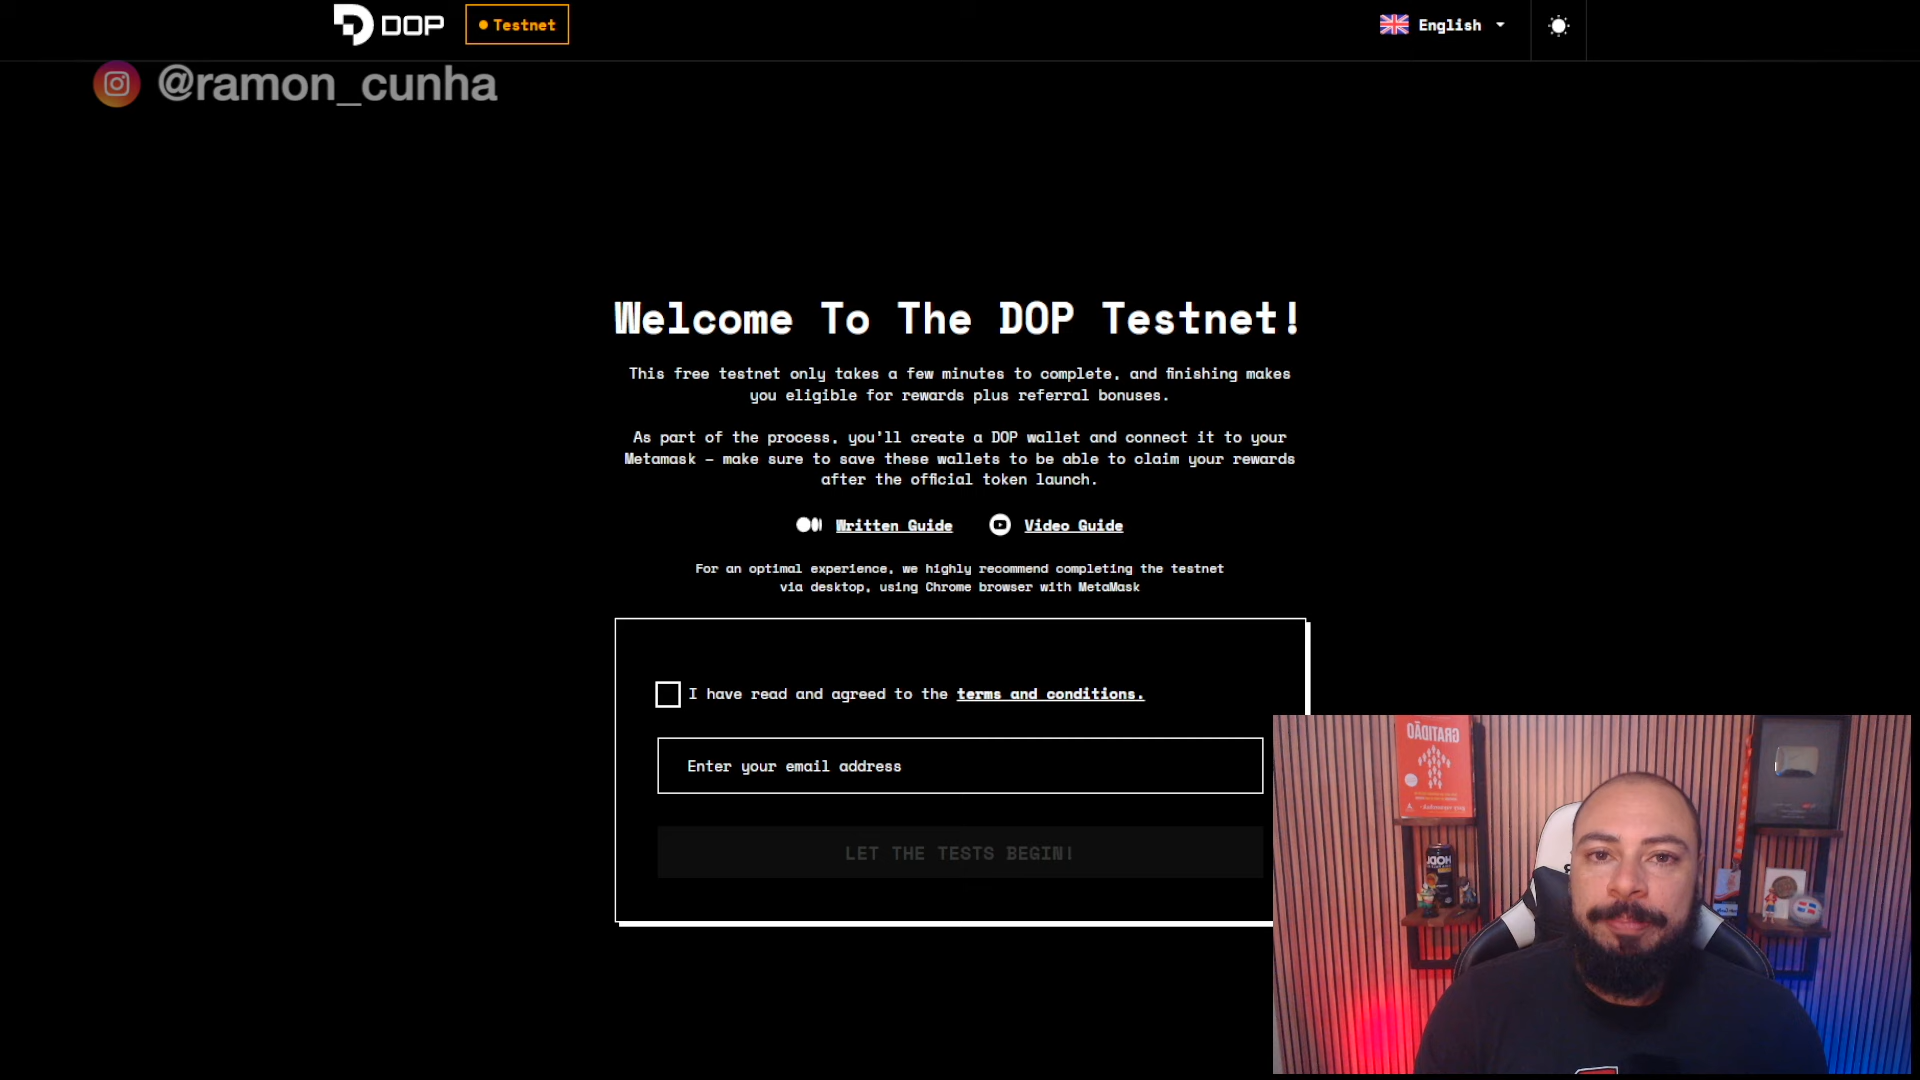 DOP
Testnet
English
@ramon_cunha
Welcome To The DOP Testnet!
This free testnet only takes a few minutes to complete, and finishing makes
you eligible for rewards plus referral bonuses.
As part of the process, you'll create a DOP wallet and connect it to your
Metamask – make sure to save these wallets to be able to claim your rewards
after the official token launch.
Written Guide
Video Guide
For an optimal experience, we highly recommend completing the testnet
via desktop, using Chrome browser with MetaMask
I have read and agreed to the terms and conditions.
Enter your email address
LET THE TESTS BEGIN!
GRATIDÃO
HODL